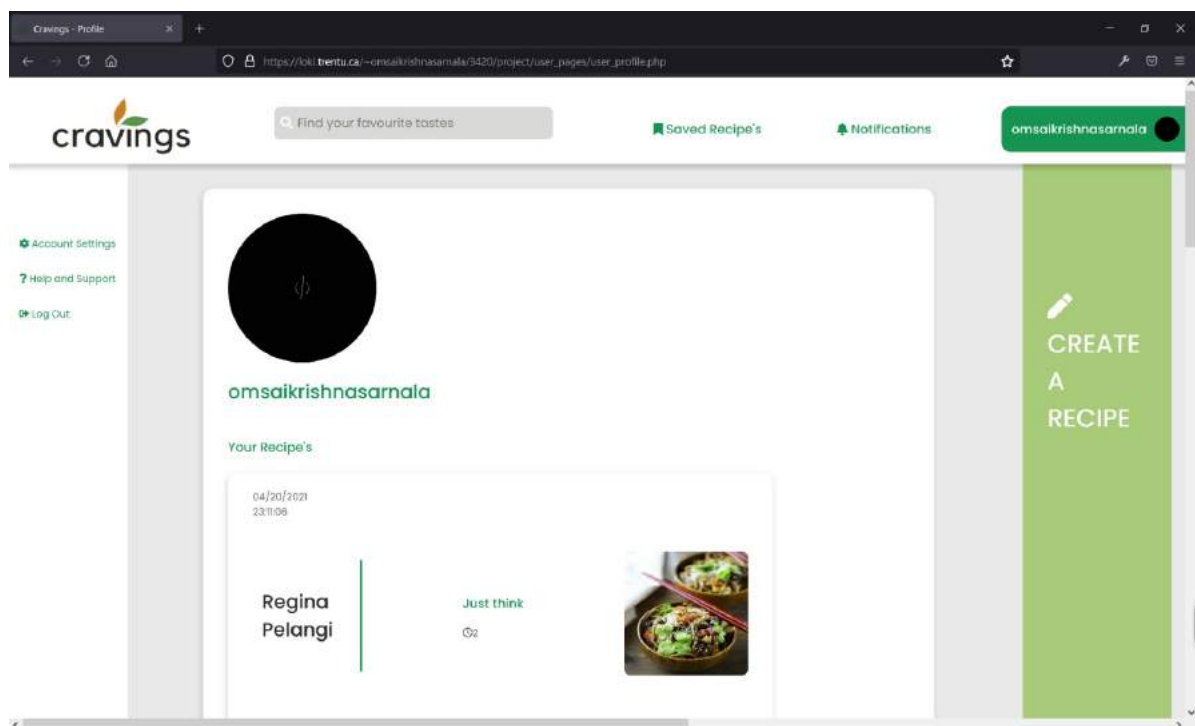 Cravings - Profile
https://loki.trentu.ca/~omsaikrishnasarnala/3420/project/user_pages/user_profile.php
cravings
Find your favourite tastes
Saved Recipe's
Notifications
omsaikrishnasarnala
Account Settings
Help and Support
Log Out
CREATE
A
RECIPE
omsaikrishnasarnala
Your Recipe's
04/20/2021
23:11:06
Regina
Pelangi
Just think
2